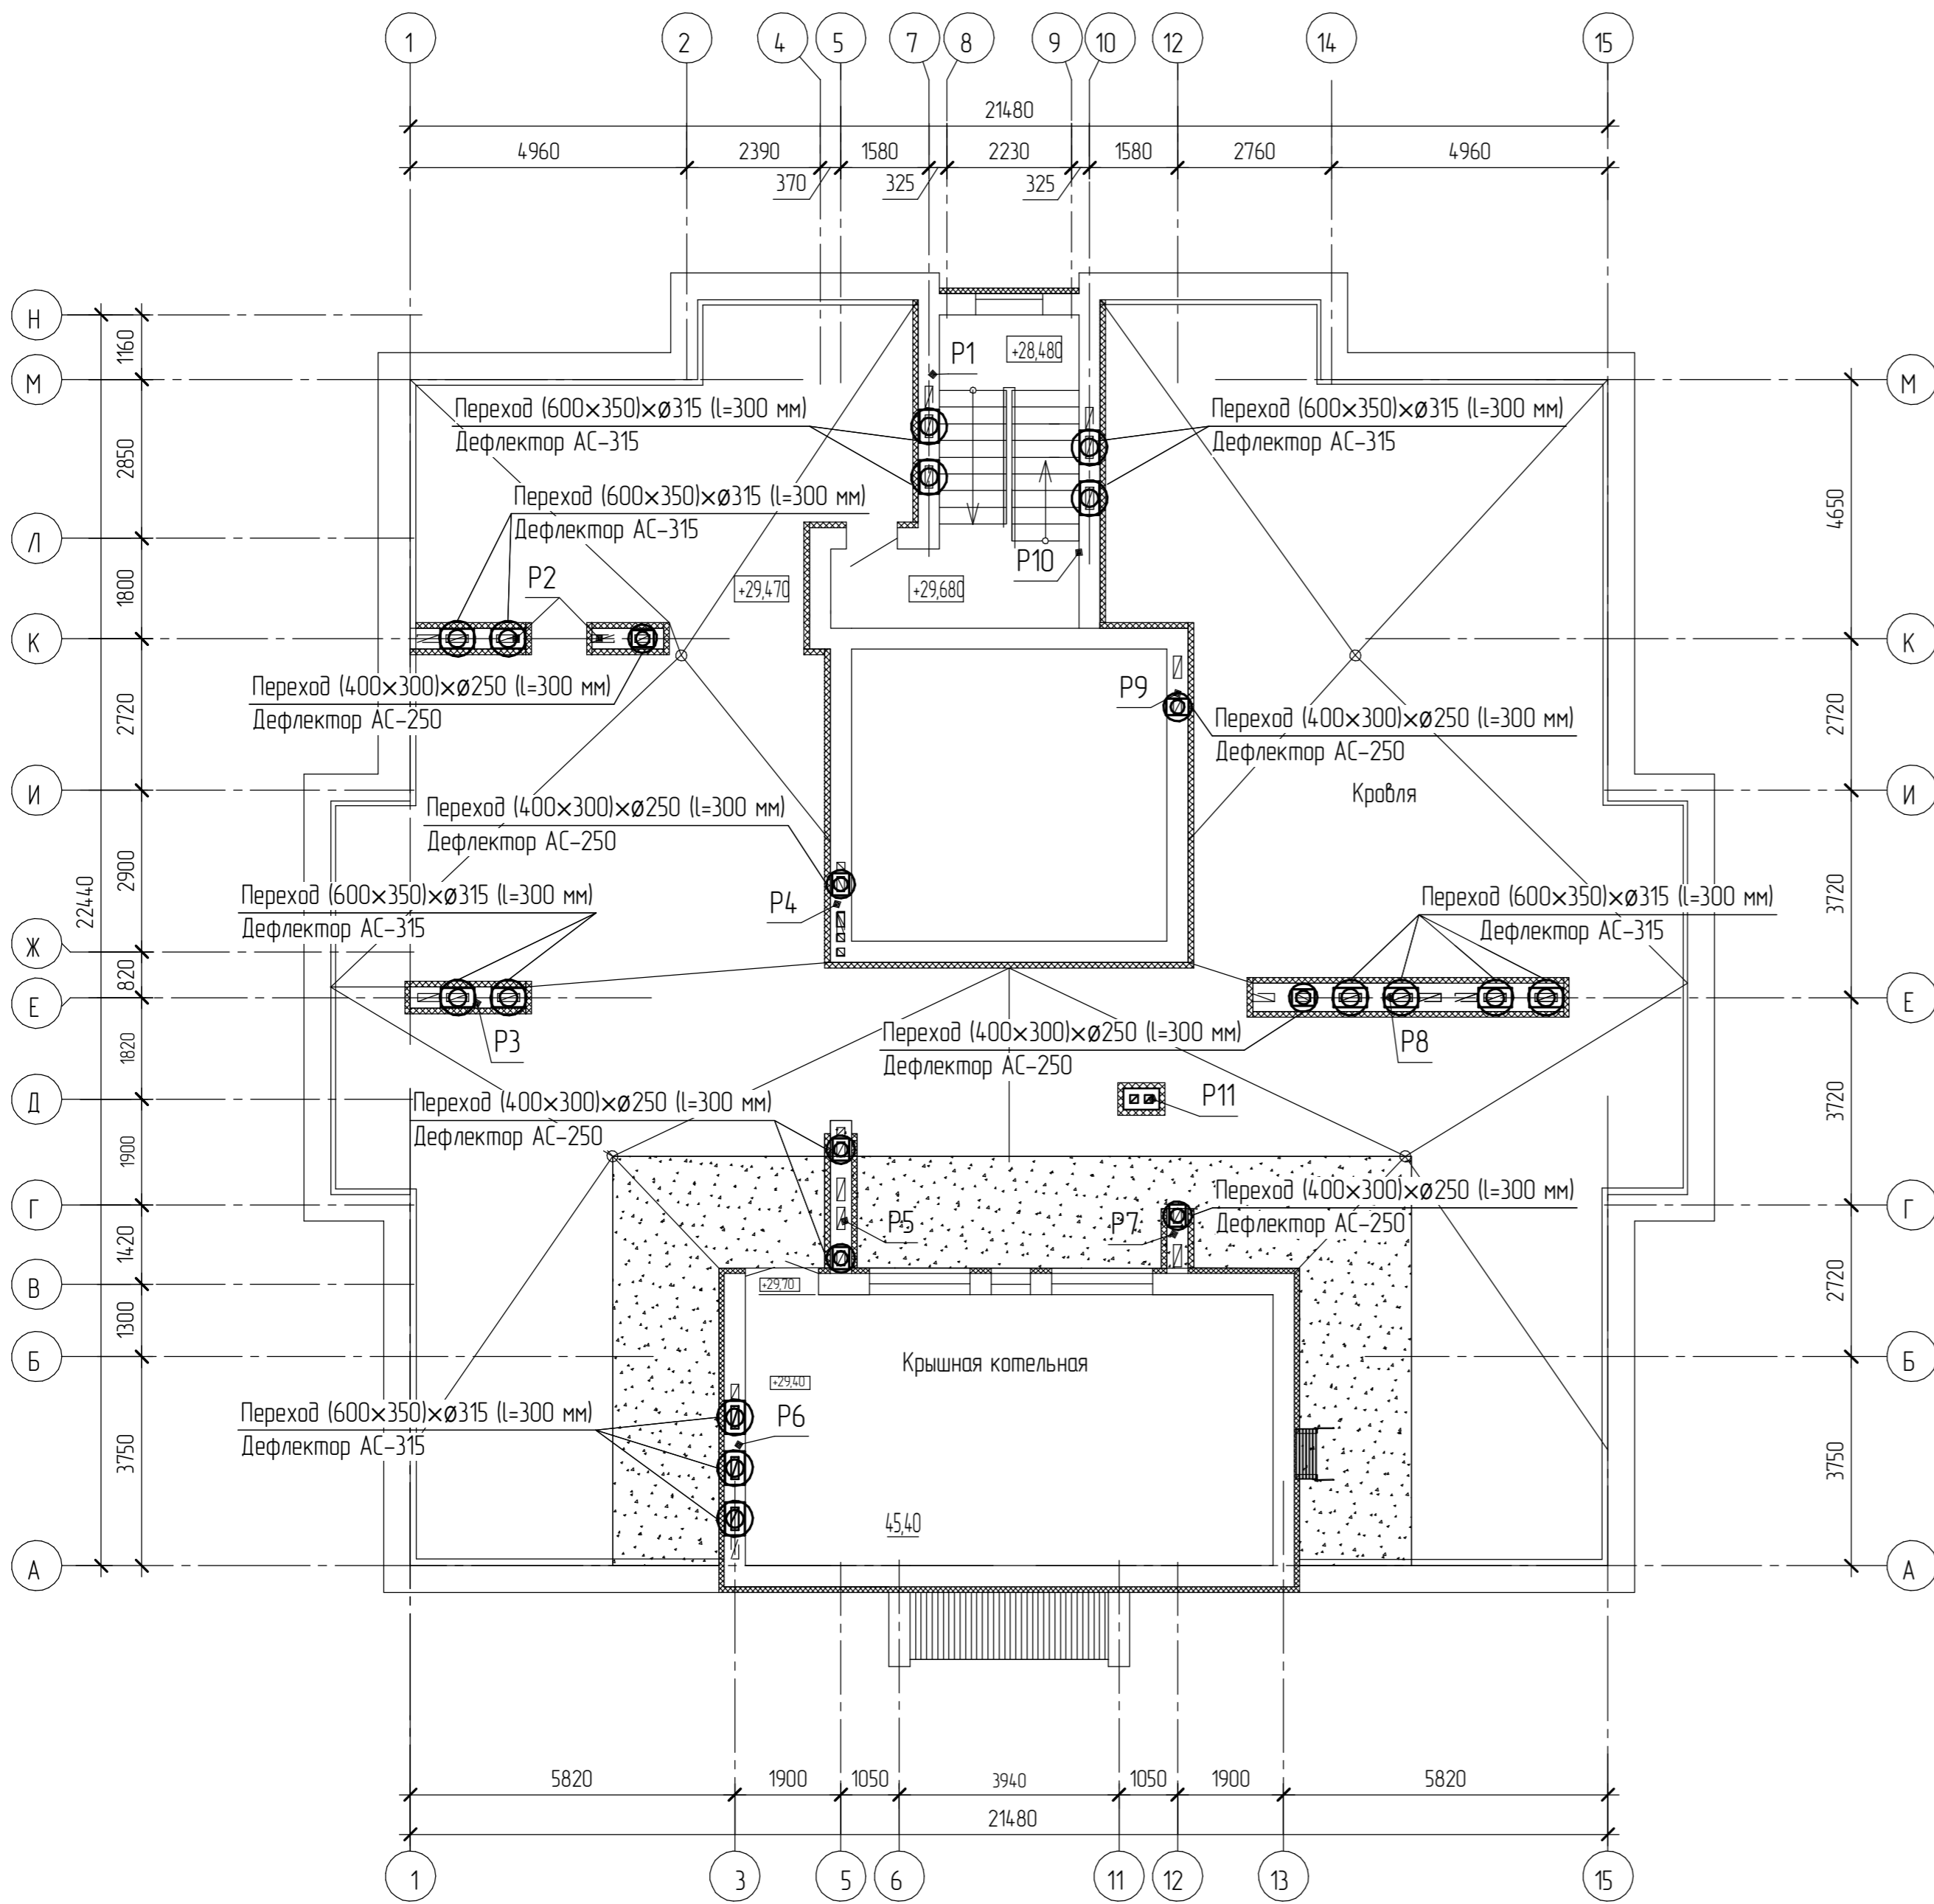 1
2
4
5
7
8
9
10
12
14
15
21480
4960
2390
1580
2230
1580
2760
4960
370
325
325
Н
1160
М
М
Р1
+28,480
Переход (600×350)×ø315 (l=300 мм)
Дефлектор АС-315
Переход (600×350)×ø315 (l=300 мм)
Дефлектор АС-315
2850
4650
Переход (600×350)×ø315 (l=300 мм)
Дефлектор АС-315
Л
Р10
Р2
+29,470
+29,680
1800
К
К
Переход (400×300)×ø250 (l=300 мм)
Дефлектор АС-250
Р9
Переход (400×300)×ø250 (l=300 мм)
Дефлектор АС-250
2720
2720
И
Кровля
И
Переход (400×300)×ø250 (l=300 мм)
Дефлектор АС-250
2900
22440
3720
Переход (600×350)×ø315 (l=300 мм)
Дефлектор АС-315
Р4
Переход (600×350)×ø315 (l=300 мм)
Дефлектор АС-315
Ж
820
Е
Е
Р3
Переход (400×300)×ø250 (l=300 мм)
Дефлектор АС-250
Р8
1820
Д
Переход (400×300)×ø250 (l=300 мм)
Дефлектор АС-250
Р11
3720
1900
Г
Переход (400×300)×ø250 (l=300 мм)
Дефлектор АС-250
Г
Р5
Р7
1420
В
+29,70
2720
1300
Б
Крышная котельная
Б
+29,40
Переход (600×350)×ø315 (l=300 мм)
Дефлектор АС-315
Р6
3750
3750
45,40
А
А
5820
1900
1050
3940
1050
1900
5820
21480
1
3
5
6
11
12
13
15